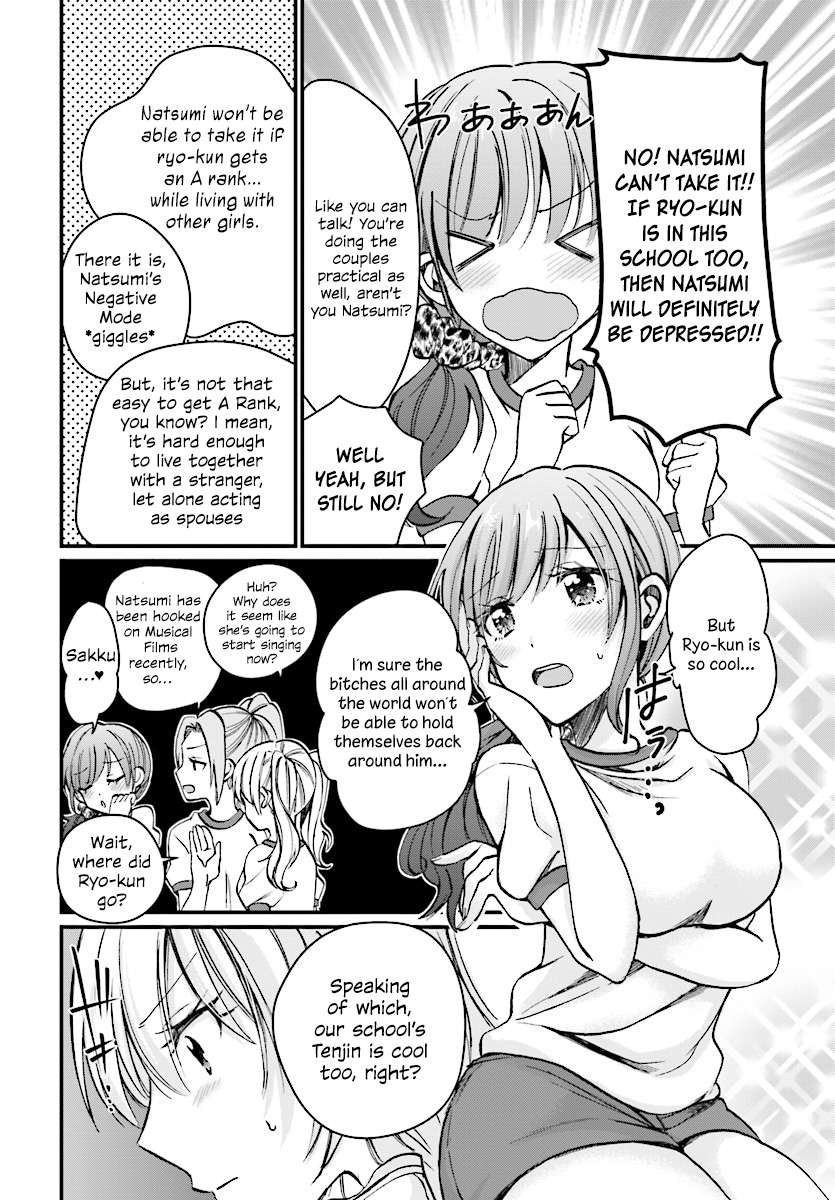 NO! NATSUMI
CAN'T TAKE IT!!
IF RYO-KUN
IS IN THIS
SCHOOL TOO,
THEN NATSUMI
WILL DEFINITELY
BE DEPRESSED!!
わあぁぁぁん
Like you can
talk! You're
doing the
couples
practical as
well, aren't
you Natsumi?
WELL
YEAH, BUT
STILL NO!
Natsumi won't be
able to take it if
ryo-kun gets
an A rank...
while living with
other girls.
There it is,
Natsumi's
Negative
Mode
*giggles*
But, it's not that
easy to get A Rank,
you know? I mean,
it's hard enough
to live together
with a stranger,
let alone acting
as spouses
But
Ryo-kun
is so cool...
はぅ…
I'm sure the
bitches all around
the world won't
be able to hold
themselves back
around him...
Huh?
Why does
it seem like
she's going to
start singing
now?
Natsumi has
been hooked
on Musical
Films
recently,
so...
Sakku
...♥
Wait,
where did
Ryo-kun
go?
Speaking
of which,
our school's
Tenjin is cool
too, right?